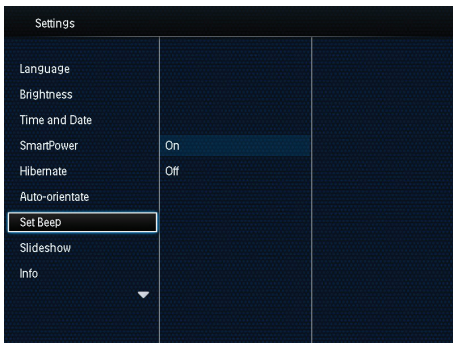 Settings
Language
Brightness
Time and Date
SmartPower
On
Hibernate
Off
Auto-orientate
Set Beep
Slideshow
Info